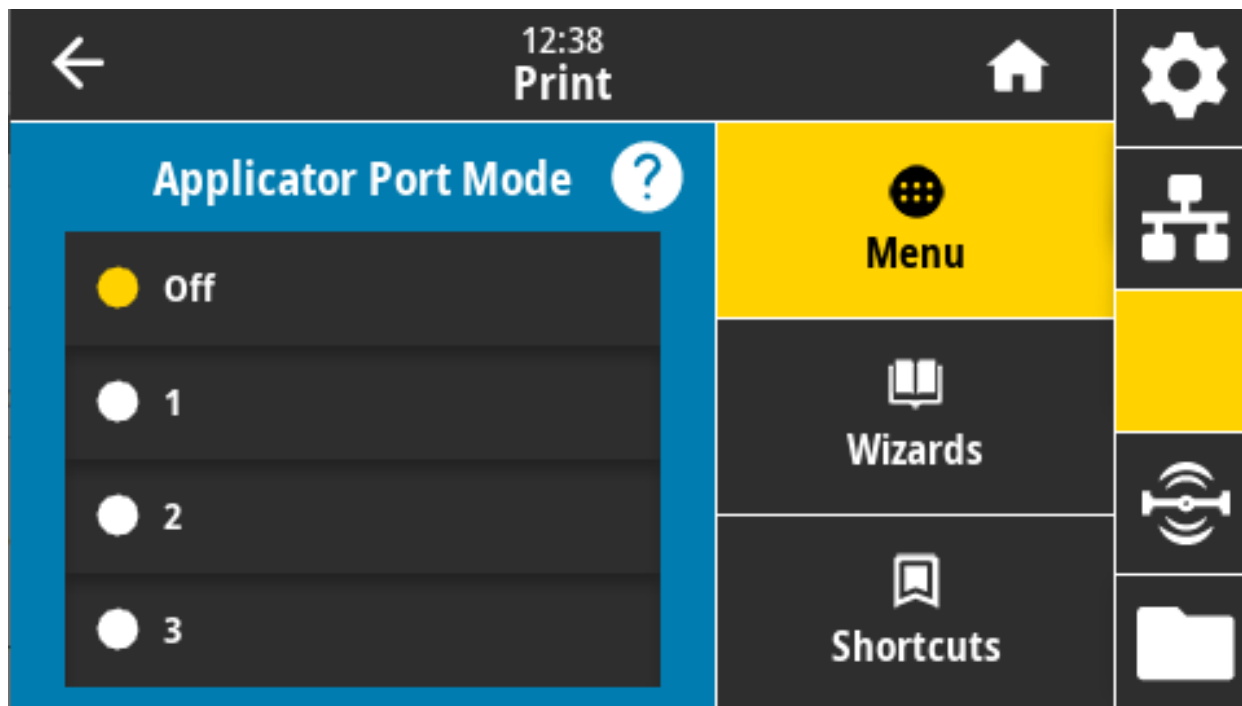 12:38
Print
Applicator Port Mode ?
Off
1
2
3
Menu
Wizards
Shortcuts